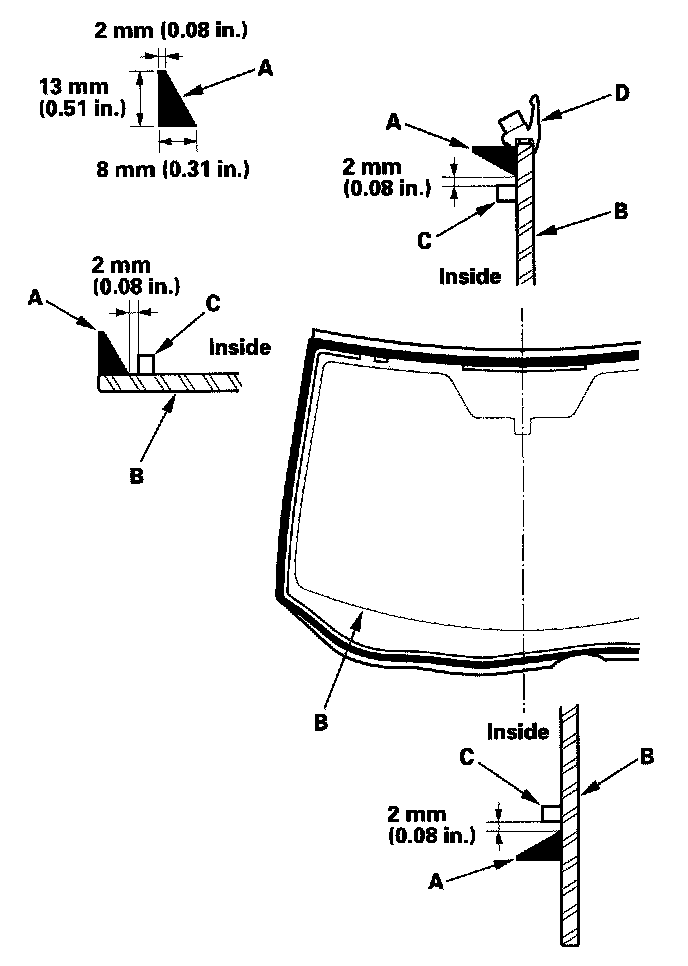 2 mm (0.08 in.)
A
13 mm
(0.51 in.)
8 mm (0.31 in.)
D
A
2 mm
(0.08 in.)
B
C
Inside
2 mm
(0.08 in.)
A
C
Inside
B
B
Inside
C
B
2 mm
(0.08 in.)
A